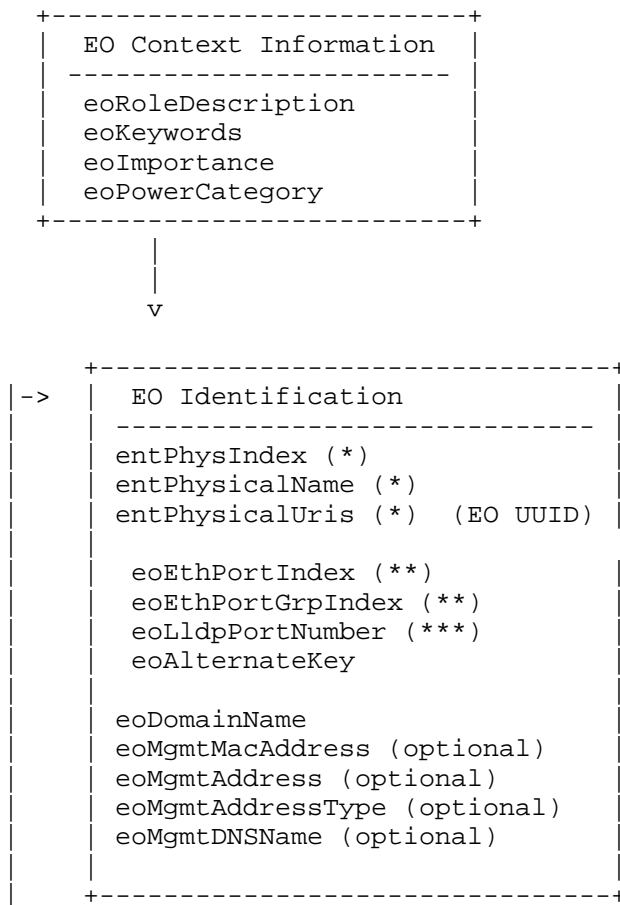 EO Context Information
eoRoleDescription
eoKeywords
eoImportance
eoPowerCategory
v
|-> EO Identification
entPhysIndex (*)
entPhysicalName (*)
entPhysicalUris (*) (EO UUID)
eoEthPortIndex (**)
eoEthPortGrpIndex (**)
eoLldpPortNumber (***)
eoAlternateKey
eoDomainName
eoMgmtMacAddress (optional)
eoMgmtAddress (optional)
eoMgmtAddressType (optional)
eoMgmtDNSName (optional)